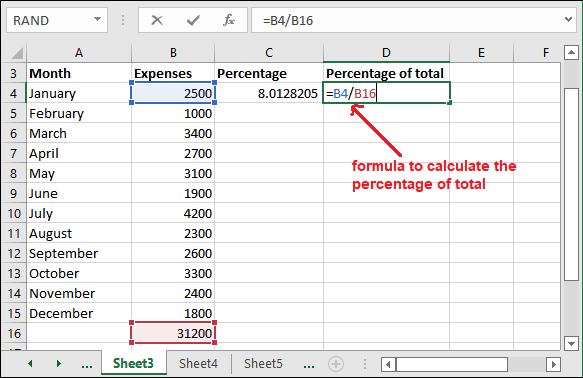 RAND =B4/B16
A B C D E F
3 Month Expenses Percentage Percentage of total
4 January 2500 8.0128205 =B4/B16
5 February 1000
6 March 3400
7 April 2700
8 May 3100
9 June 1900
10 July 4200
11 August 2300
12 September 2600
13 October 3300
14 November 2400
15 December 1800
16 31200
formula to calculate the
percentage of total
... Sheet3 Sheet4 Sheet5 ...